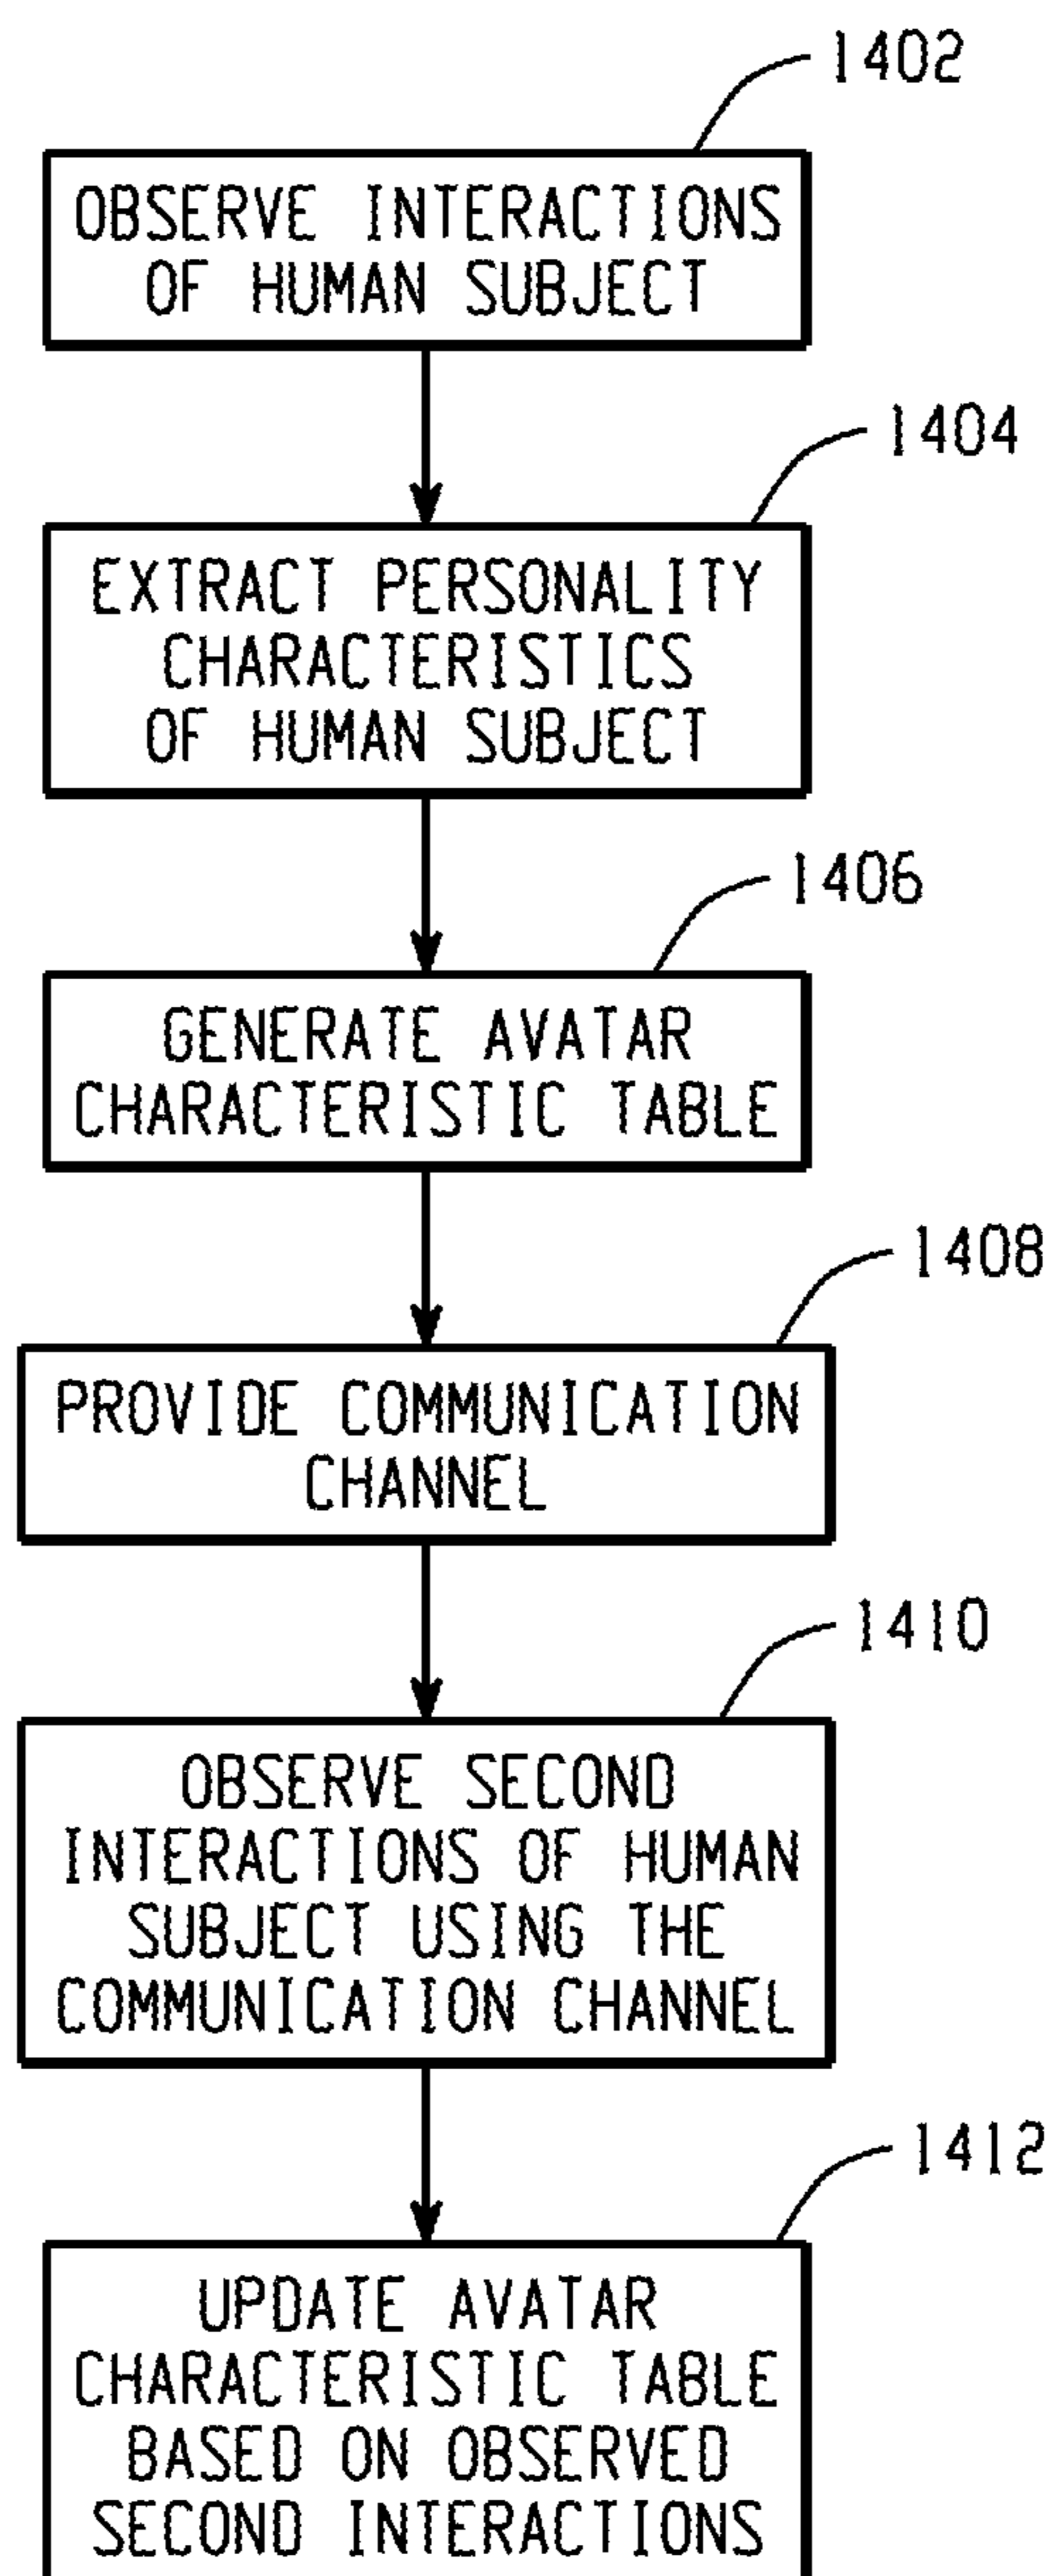 1402
OBSERVE INTERACTIONS
OF HUMAN SUBJECT
1404
EXTRACT PERSONALITY
CHARACTERISTICS
OF HUMAN SUBJECT
1406
GENERATE AVATAR
CHARACTERISTIC TABLE
1408
PROVIDE COMMUNICATION
CHANNEL
1410
OBSERVE SECOND
INTERACTIONS OF HUMAN
SUBJECT USING THE
COMMUNICATION CHANNEL
1412
UPDATE AVATAR
CHARACTERISTIC TABLE
BASED ON OBSERVED
SECOND INTERACTIONS